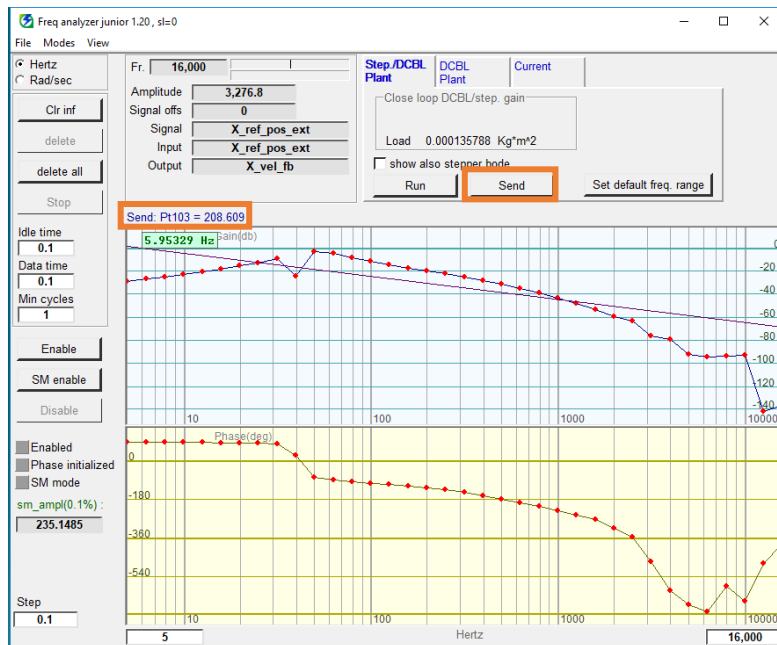 Freq analyzer junior 1.20 , sl=0
File Modes View
Hertz
Rad/sec
Clr inf
delete
delete all
Stop
Idle time
0.1
Data time
0.1
Min cycles
1
Enable
SM enable
Disable
Enabled
Phase initialized
SM mode
sm_ampl(0.1%) :
235.1485
Step
0.1
Fr. 16,000
Amplitude 3,276.8
Signal offs 0
Signal X_ref_pos_ext
Input X_ref_pos_ext
Output X_vel_fb
Step./DCBL Plant
DCBL Plant
Current
Close loop DCBL/step. gain
Load 0.000135788 Kg*m^2
show also stepper bode
Run Send Set default freq. range
Send: Pt103 = 208.609
5.95329 Hz
Gain(db)
0
-20
-40
-60
-80
-100
-120
-140
10 100 1000 10000
Phase(deg)
0
-180
-360
-540
10 100 1000 10000
5 Hertz 16,000